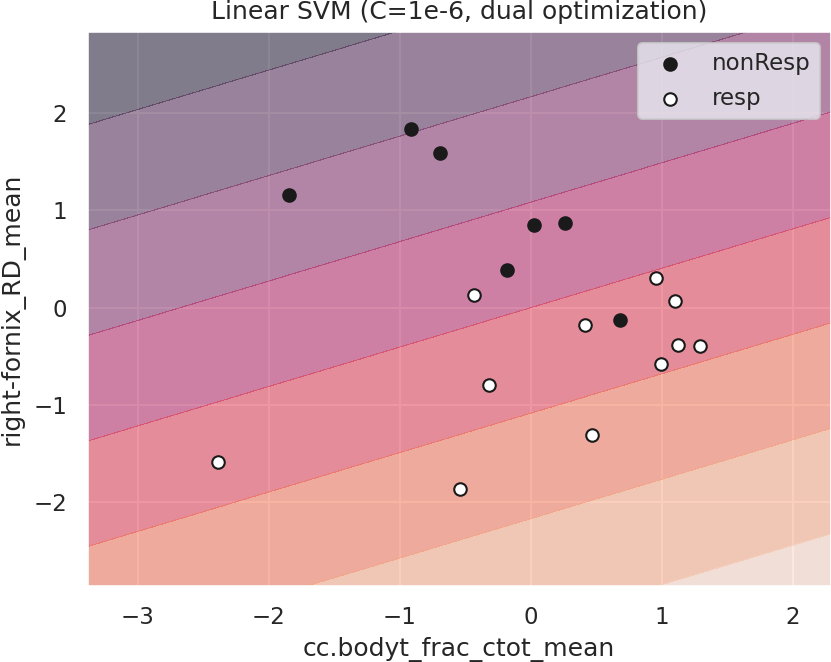 Linear SVM (C=1e-6, dual optimization)
nonResp
resp
right-fornix_RD_mean
2
1
0
−1
−2
−3
−2
−1
0
1
2
cc.bodyt_frac_ctot_mean